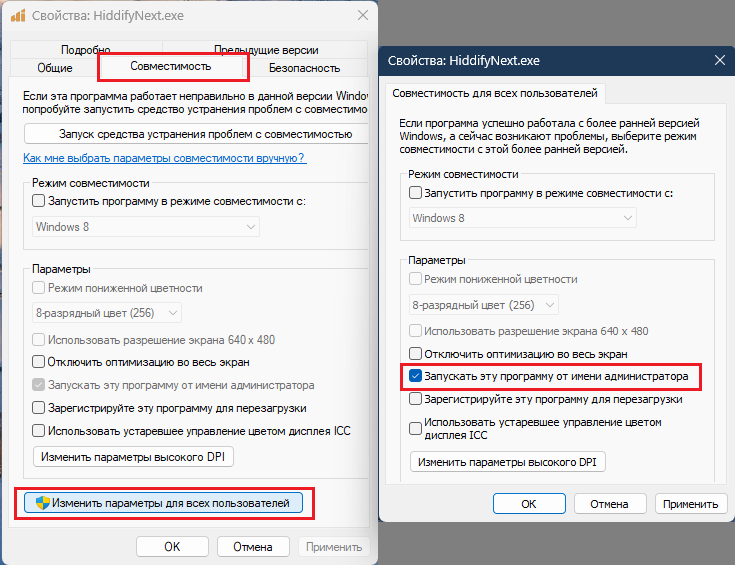 Свойства: HiddifyNext.exe
Подробно
Предыдущие версии
Общие
Совместимость
Безопасность
Если эта программа работает неправильно в данной версии Window
попробуйте запустить средство устранения проблем с совместимо
Запуск средства устранения проблем с совместимостью
Как мне выбрать параметры совместимости вручную?
Режим совместимости
Запустить программу в режиме совместимости с:
Windows 8
Параметры
Режим пониженной цветности
8-разрядный цвет (256)
Использовать разрешение экрана 640 x 480
Отключить оптимизацию во весь экран
Запускать эту программу от имени администратора
Зарегистрируйте эту программу для перезагрузки
Использовать устаревшее управление цветом дисплея ICC
Изменить параметры высокого DPI
Изменить параметры для всех пользователей
OK
Отмена
Применить
Свойства: HiddifyNext.exe
Совместимость для всех пользователей
Если программа успешно работала с более ранней версией
Windows, а сейчас возникают проблемы, выберите режим
совместимости с этой более ранней версией.
Режим совместимости
Запустить программу в режиме совместимости с:
Windows 8
Параметры
Режим пониженной цветности
8-разрядный цвет (256)
Использовать разрешение экрана 640 x 480
Отключить оптимизацию во весь экран
Запускать эту программу от имени администратора
Зарегистрируйте эту программу для перезагрузки
Использовать устаревшее управление цветом
дисплея ICC
Изменить параметры высокого DPI
OK
Отмена
Применить